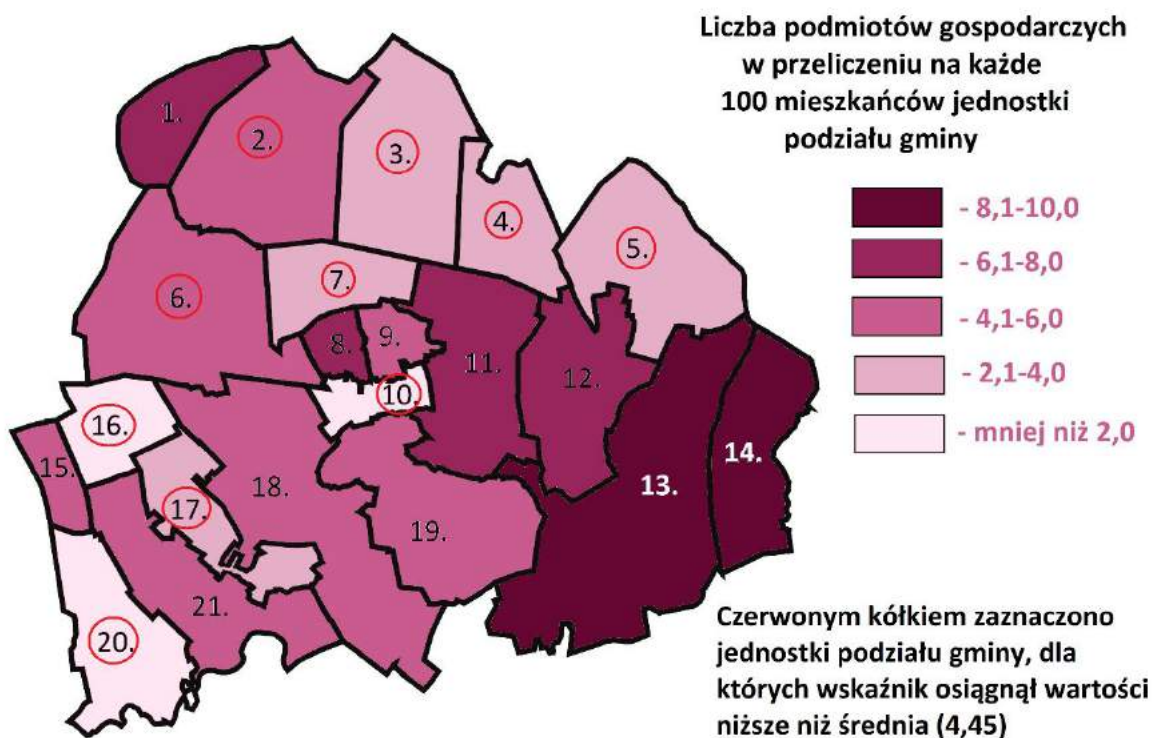 Liczba podmiotów gospodarczych
w przeliczeniu na każde
100 mieszkańców jednostki
podziału gminy
- 8,1-10,0
- 6,1-8,0
- 4,1-6,0
- 2,1-4,0
- mniej niż 2,0
1.
2.
3.
4.
5.
6.
7.
8.
9.
10.
11.
12.
13.
14.
15.
16.
17.
18.
19.
20.
21.
Czerwonym kółkiem zaznaczono
jednostki podziału gminy, dla
których wskaźnik osiągnął wartości
niższe niż średnia (4,45)